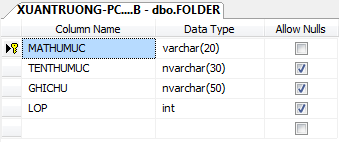 XUANTRUONG-PC....B - dbo.FOLDER
Column Name Data Type Allow Nulls
MATHUMUC varchar(20)
TENTHUMUC nvarchar(30)
GHICHU nvarchar(50)
LOP int